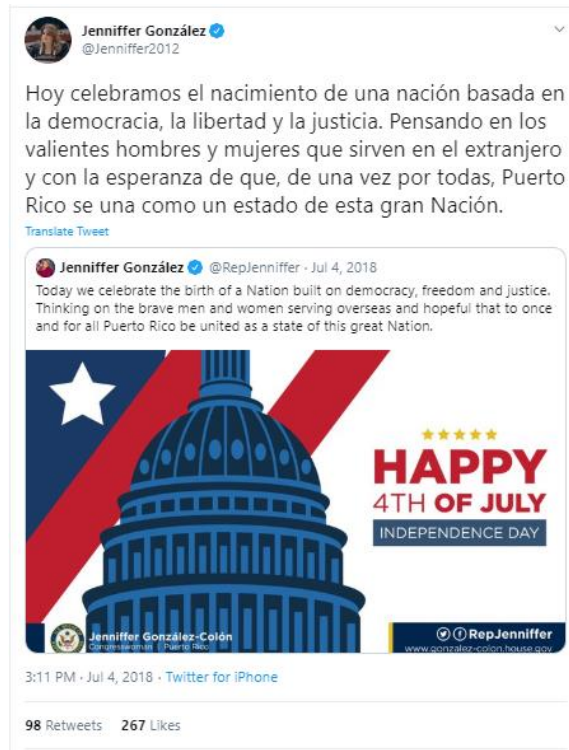 Jenniffer González
@Jenniffer2012
Hoy celebramos el nacimiento de una nación basada en
la democracia, la libertad y la justicia. Pensando en los
valientes hombres y mujeres que sirven en el extranjero
y con la esperanza de que, de una vez por todas, Puerto
Rico se una como un estado de esta gran Nación.
Translate Tweet
Jenniffer González @RepJenniffer · Jul 4, 2018
Today we celebrate the birth of a Nation built on democracy, freedom and justice.
Thinking on the brave men and women serving overseas and hopeful that to once
and for all Puerto Rico be united as a state of this great Nation.
HAPPY
4TH OF JULY
INDEPENDENCE DAY
Jenniffer González-Colón
Congresswoman | Puerto Rico
RepJenniffer
www.gonzalez-colon.house.gov
3:11 PM · Jul 4, 2018 · Twitter for iPhone
98 Retweets 267 Likes